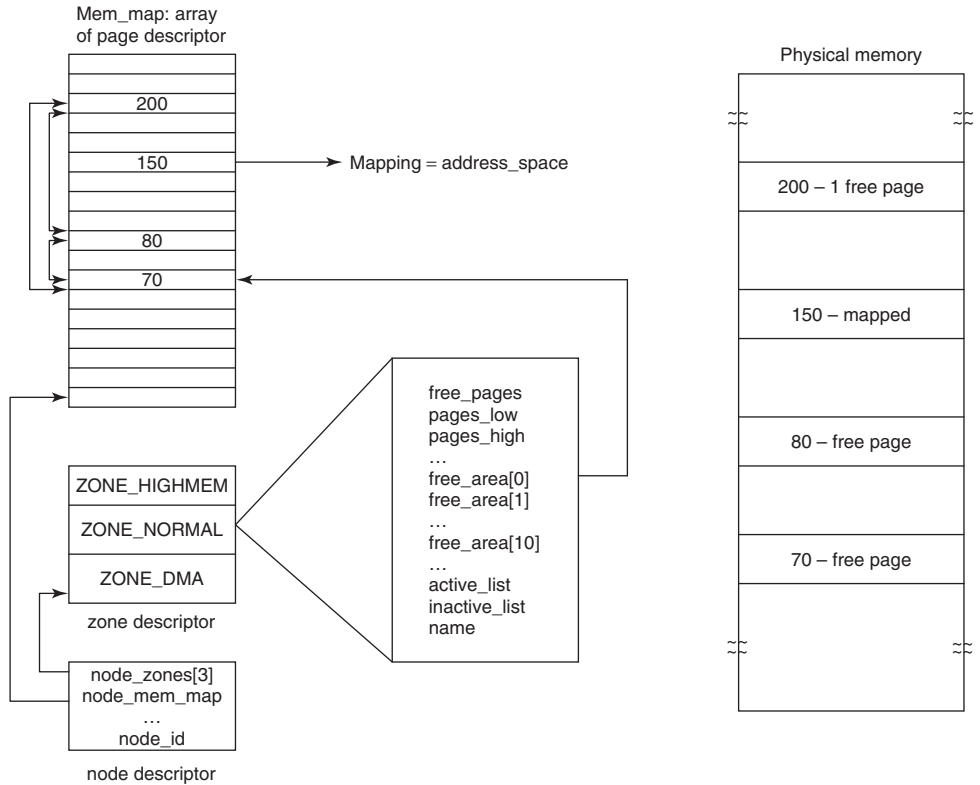 Mem_map: array
of page descriptor
200
150
80
70
Mapping = address_space
free_pages
pages_low
pages_high
…
free_area[0]
free_area[1]
…
free_area[10]
…
active_list
inactive_list
name
ZONE_HIGHMEM
ZONE_NORMAL
ZONE_DMA
zone descriptor
node_zones[3]
node_mem_map
…
node_id
node descriptor
Physical memory
200 – 1 free page
150 – mapped
80 – free page
70 – free page